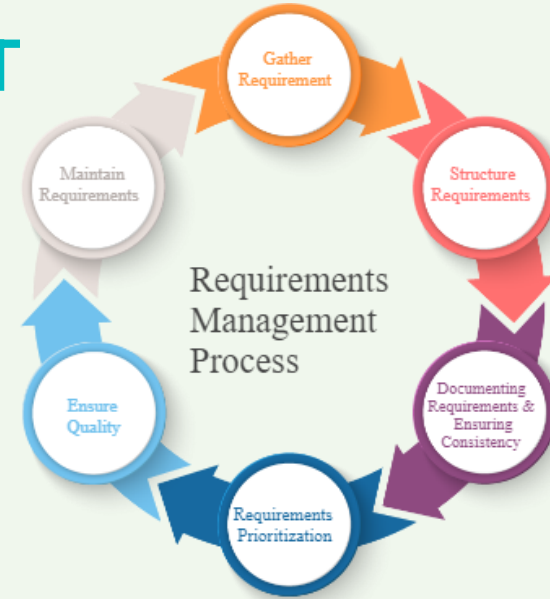 T
Gather
Requirement
Structure
Requirements
Documenting
Requirements &
Ensuring
Consistency
Requirements
Prioritization
Ensure
Quality
Maintain
Requirements
Requirements
Management
Process